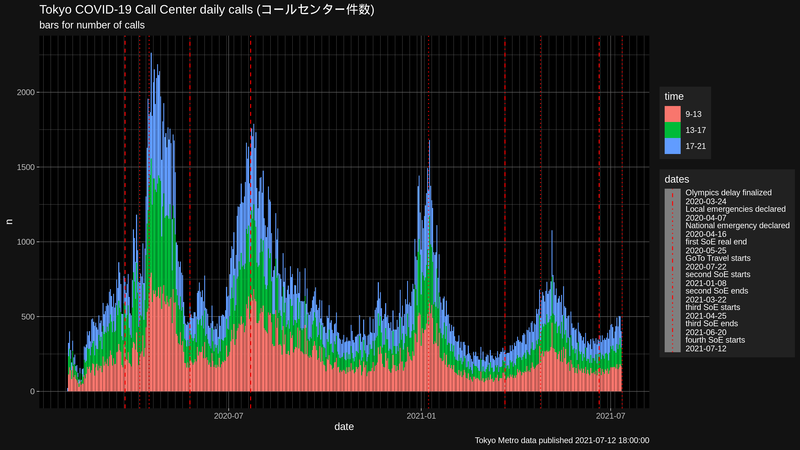 Tokyo COVID-19 Call Center daily calls (コールセンター件数)
bars for number of calls
n
2000
1500
1000
500
0
2020-07
2021-01
2021-07
date
time
9-13
13-17
17-21
dates
Olympics delay finalized
2020-03-24
Local emergencies declared
2020-04-07
National emergency declared
2020-04-16
first SoE real end
2020-05-25
GoTo Travel starts
2020-07-22
second SoE starts
2021-01-08
second SoE ends
2021-03-22
third SoE starts
2021-04-25
third SoE ends
2021-06-20
fourth SoE starts
2021-07-12
Tokyo Metro data published 2021-07-12 18:00:00